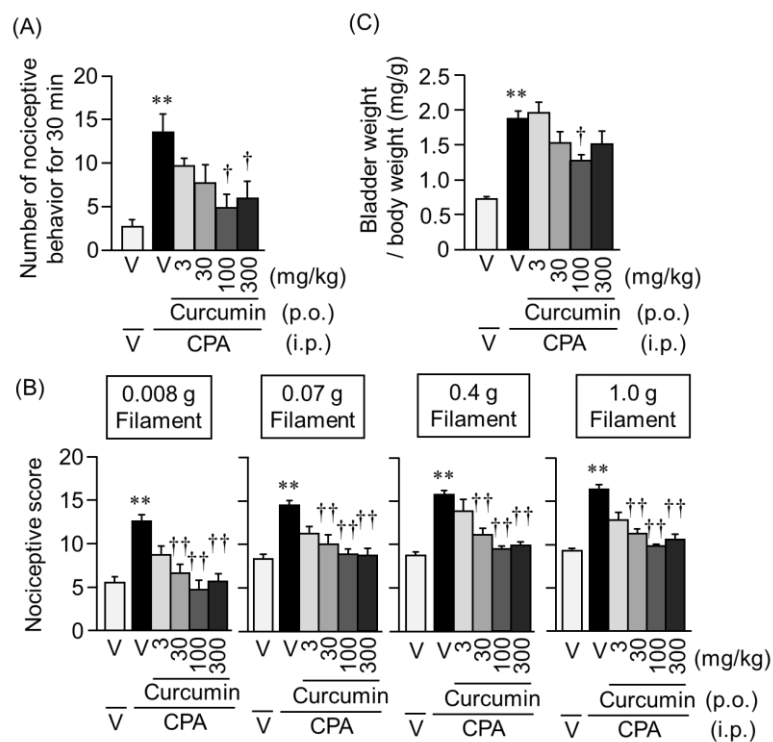 (A)
Number of nociceptive
behavior for 30 min
20
15
10
5
0
**
†
†
V
V
3
30
100
300
(mg/kg)
Curcumin
(p.o.)
V
CPA
(i.p.)
(C)
Bladder weight
/ body weight (mg/g)
2.5
2.0
1.5
1.0
0.5
0
**
†
V
V
3
30
100
300
(mg/kg)
Curcumin
(p.o.)
V
CPA
(i.p.)
(B)
0.008 g
Filament
0.07 g
Filament
0.4 g
Filament
1.0 g
Filament
Nociceptive score
20
15
10
5
0
**
††
††
††
**
††
††
††
**
††
††
††
**
††
††
††
V V 3 30 100 300
V V 3 30 100 300
V V 3 30 100 300
V V 3 30 100 300
(mg/kg)
Curcumin Curcumin Curcumin Curcumin (p.o.)
V CPA V CPA V CPA V CPA (i.p.)